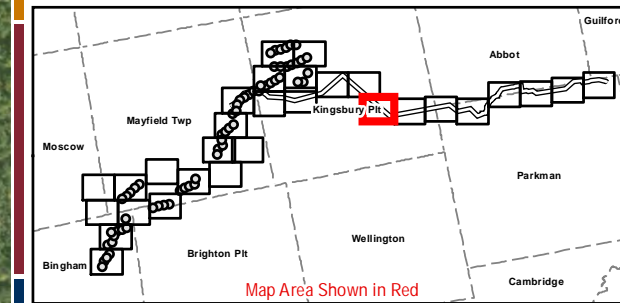 Guilford
Abbot
Kingsbury Plt
Mayfield Twp
Moscow
Parkman
Wellington
Brighton Plt
Bingham
Cambridge
Map Area Shown in Red